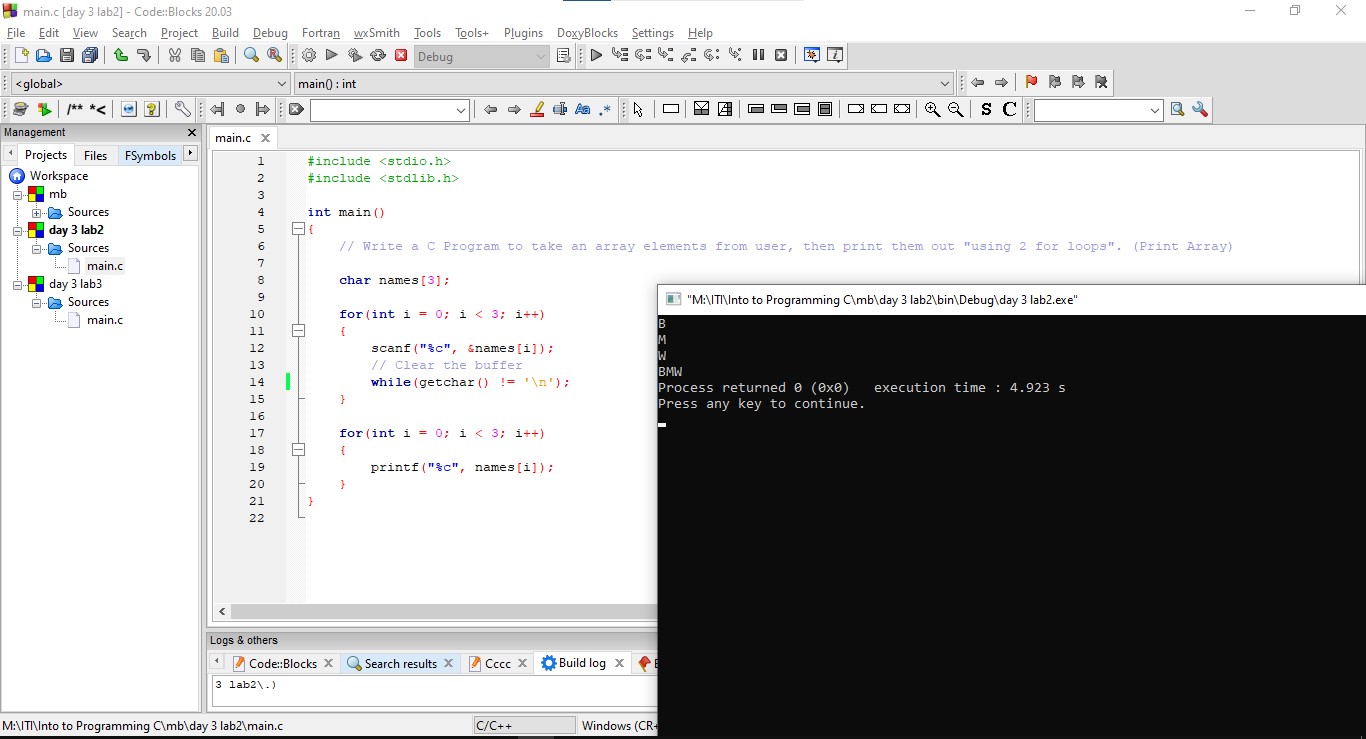 main.c [day 3 lab2] - Code::Blocks 20.03
File Edit View Search Project Build Debug Fortran wxSmith Tools Tools+ Plugins DoxyBlocks Settings Help
Debug
<global> main() : int
/** *< Aa .* S C
Management
Projects Files FSymbols
main.c
Workspace
mb
Sources
day 3 lab2
Sources
main.c
day 3 lab3
Sources
main.c
1 #include <stdio.h>
2 #include <stdlib.h>
3
4 int main()
5 {
6 // Write a C Program to take an array elements from user, then print them out "using 2 for loops". (Print Array)
7
8 char names[3];
9
10 for(int i = 0; i < 3; i++)
11 {
12 scanf("%c", &names[i]);
13 // Clear the buffer
14 while(getchar() != '\n');
15 }
16
17 for(int i = 0; i < 3; i++)
18 {
19 printf("%c", names[i]);
20 }
21 }
22
"M:\ITI\Into to Programming C\mb\day 3 lab2\bin\Debug\day 3 lab2.exe"
B
M
W
BMW
Process returned 0 (0x0) execution time : 4.923 s
Press any key to continue.
Logs & others
Code::Blocks Search results Cccc Build log
3 lab2\.)
M:\ITI\Into to Programming C\mb\day 3 lab2\main.c C/C++ Windows (CR+